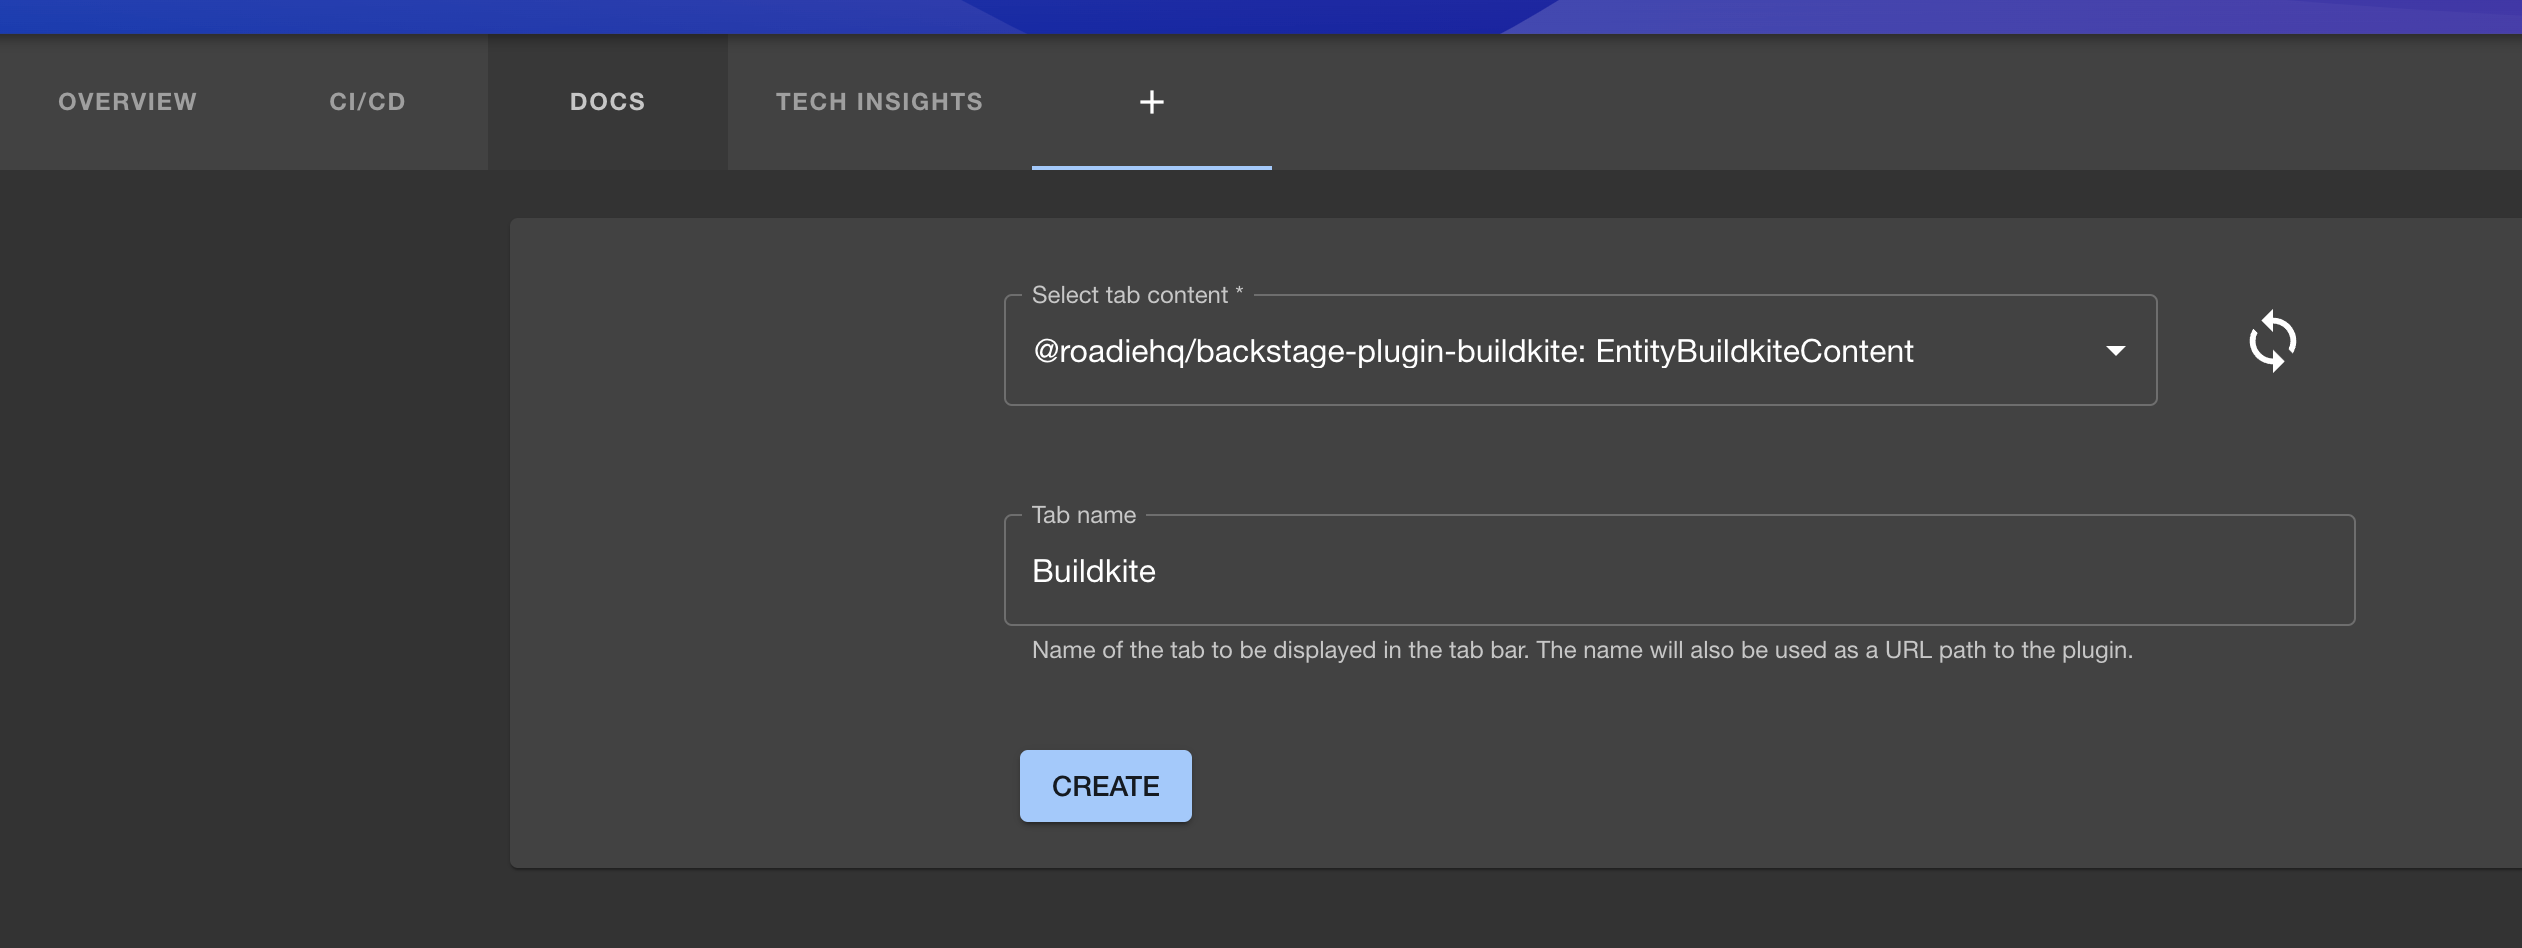 OVERVIEW CI/CD DOCS TECH INSIGHTS +
Select tab content *
@roadiehq/backstage-plugin-buildkite: EntityBuildkiteContent
Tab name
Buildkite
Name of the tab to be displayed in the tab bar. The name will also be used as a URL path to the plugin.
CREATE